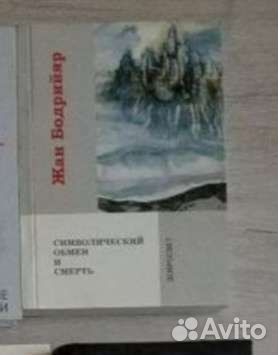 Жан Бодрийяр
СИМВОЛИЧЕСКИЙ
ОБМЕН
И
СМЕРТЬ
ДОБРОСВЕТ
Avito